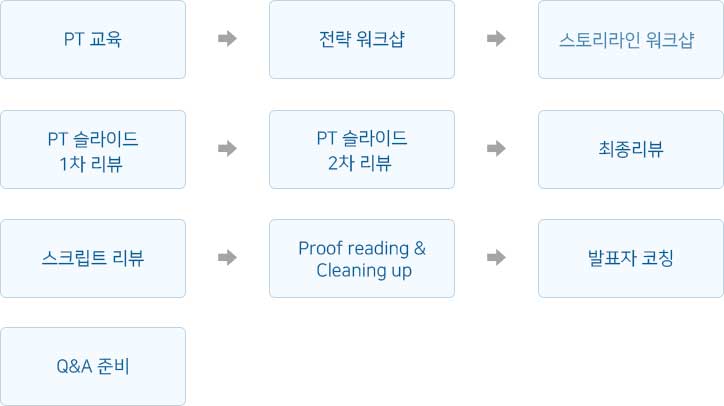 PT 교육
전략 워크샵
스토리라인 워크샵
PT 슬라이드
1차 리뷰
PT 슬라이드
2차 리뷰
최종리뷰
스크립트 리뷰
Proof reading &
Cleaning up
발표자 코칭
Q&A 준비